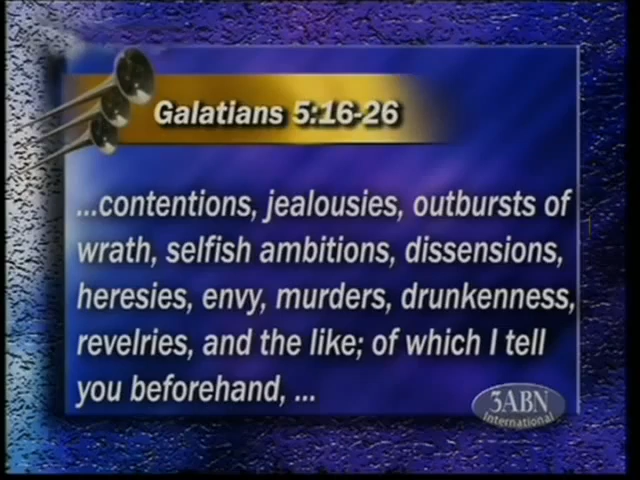 Galatians 5:16-26
...contentions, jealousies, outbursts of
wrath, selfish ambitions, dissensions,
heresies, envy, murders, drunkenness,
revelries, and the like; of which I tell
you beforehand, ...
3ABN
International